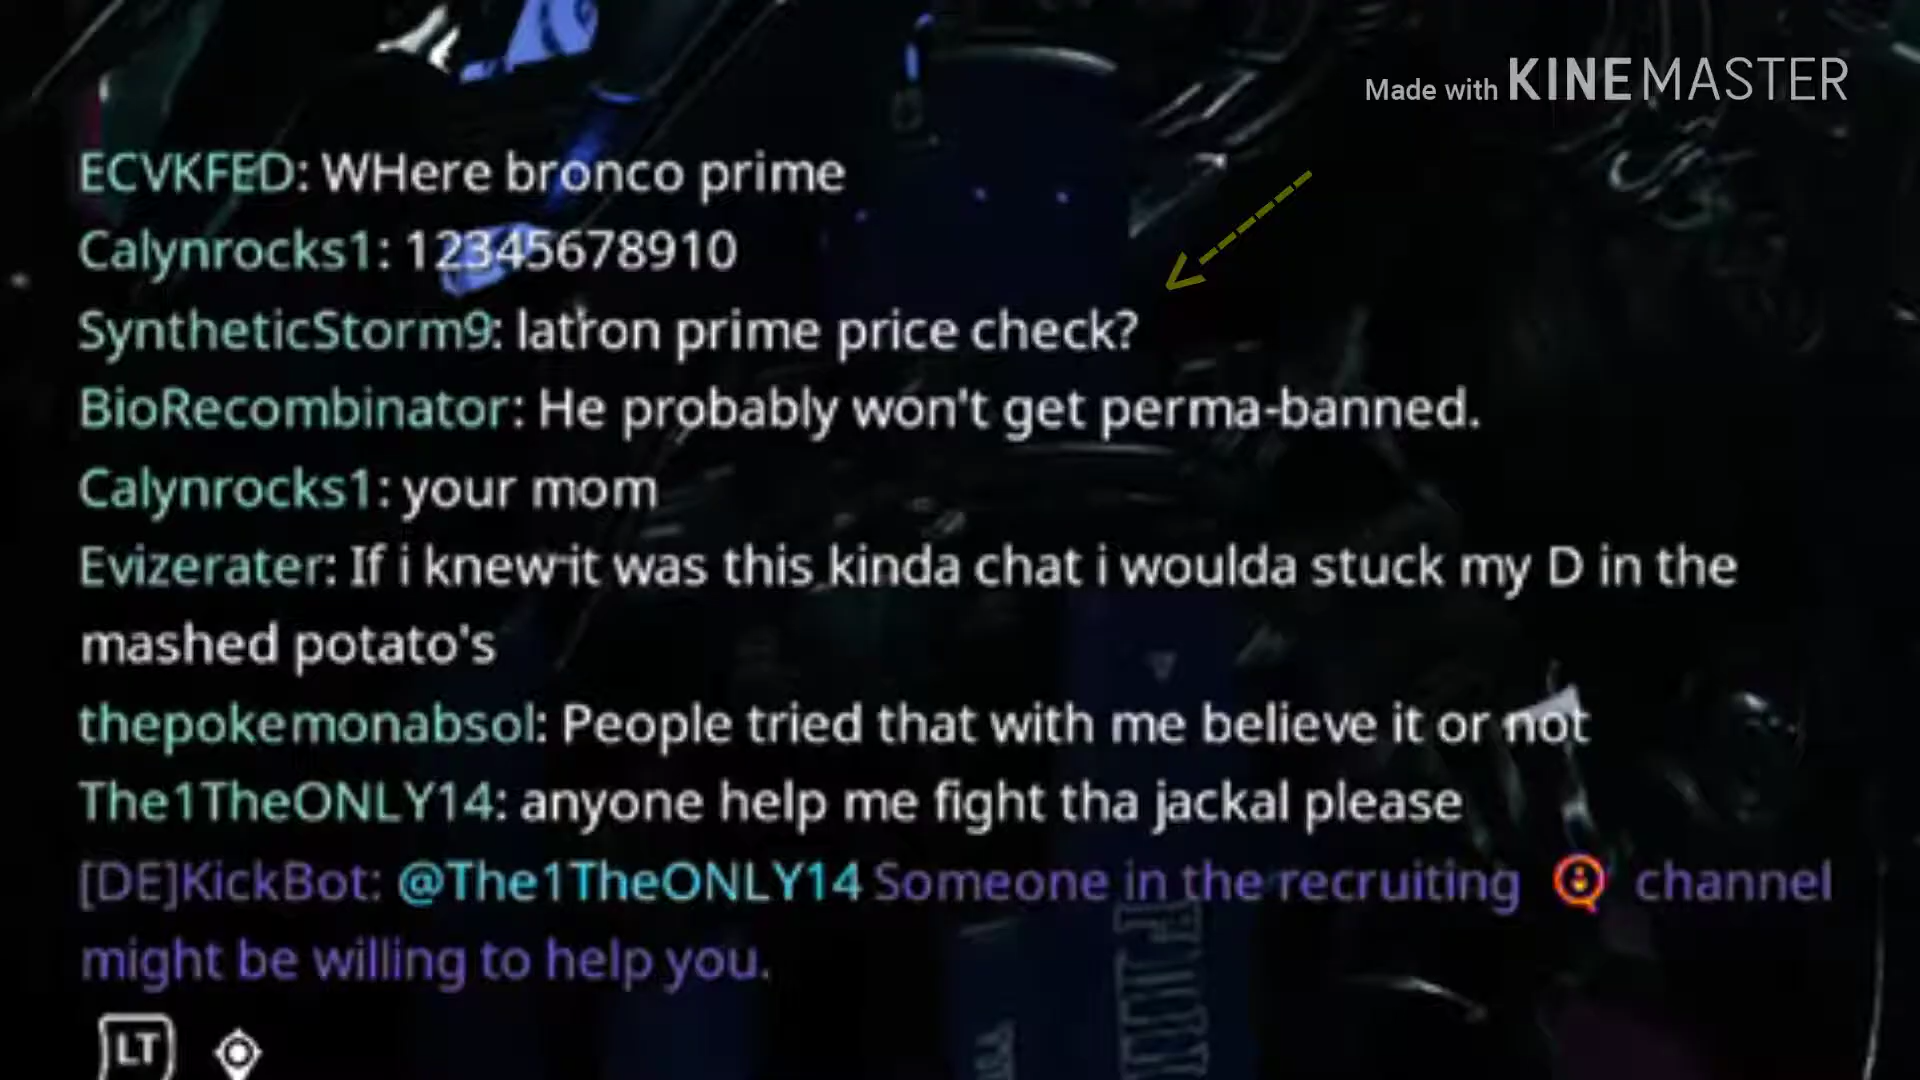 Made with KINEMASTER
ECVKFED: WHere bronco prime
Calynrocks1: 12345678910
SyntheticStorm9: latron prime price check?
BioRecombinator: He probably won't get perma-banned.
Calynrocks1: your mom
Evizerater: If i knew it was this kinda chat i woulda stuck my D in the
mashed potato's
thepokemonabsol: People tried that with me believe it or not
The1TheONLY14: anyone help me fight tha jackal please
[DE]KickBot: @The1TheONLY14 Someone in the recruiting channel
might be willing to help you.
LT